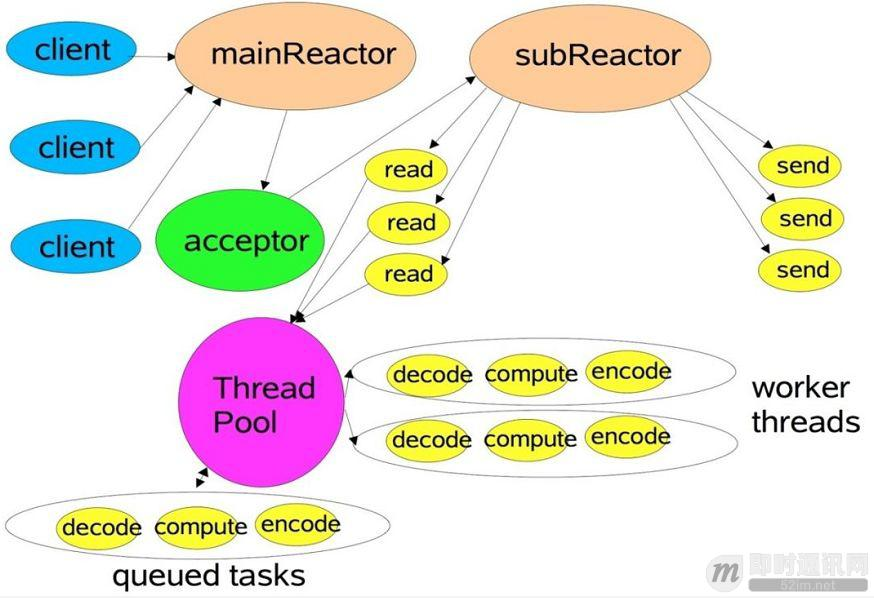 client
mainReactor
subReactor
client
read
send
read
send
client
acceptor
read
send
Thread
Pool
decode compute encode
decode compute encode
worker
threads
decode compute encode
queued tasks
即时通讯网
52im.net